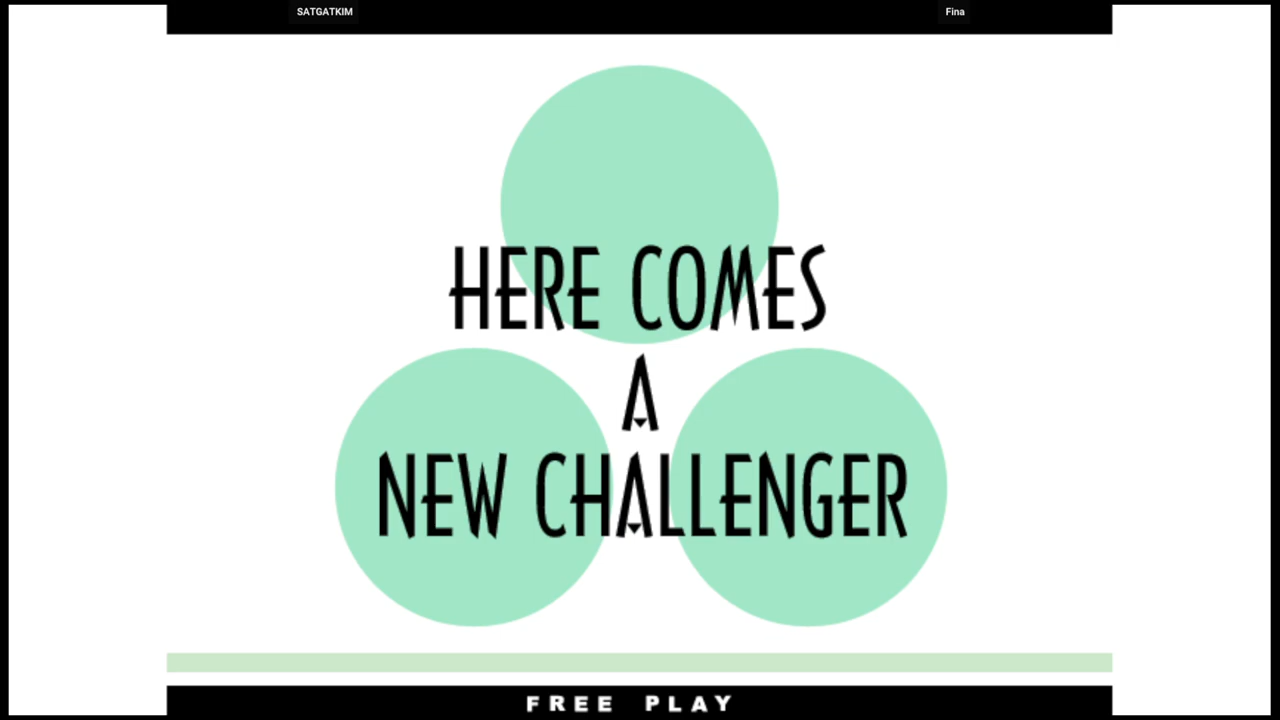 SATGATKIM
Fina
HERE COMES
A
NEW CHALLENGER
FREE PLAY